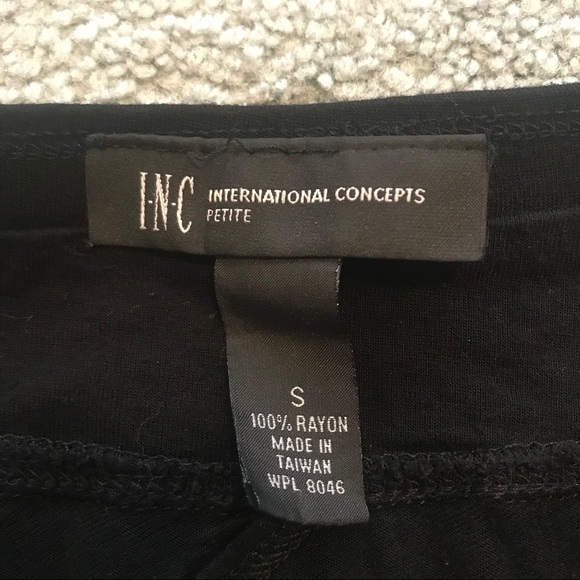 I·N·C INTERNATIONAL CONCEPTS
PETITE
S
100% RAYON
MADE IN
TAIWAN
WPL 8046